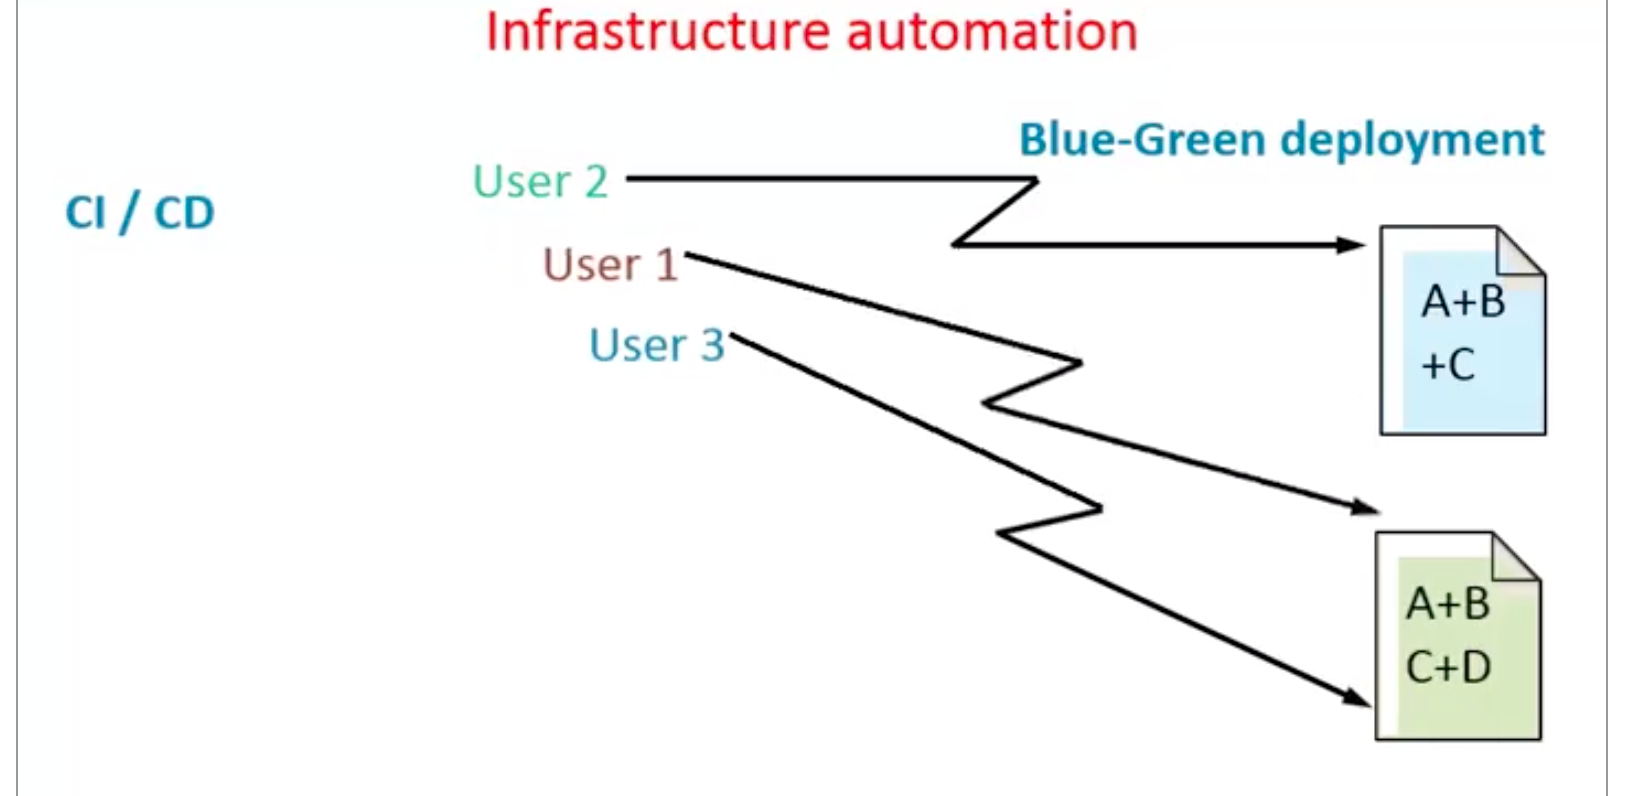 Infrastructure automation
Blue-Green deployment
User 2
CI / CD
User 1
User 3
A+B
+C
A+B
C+D